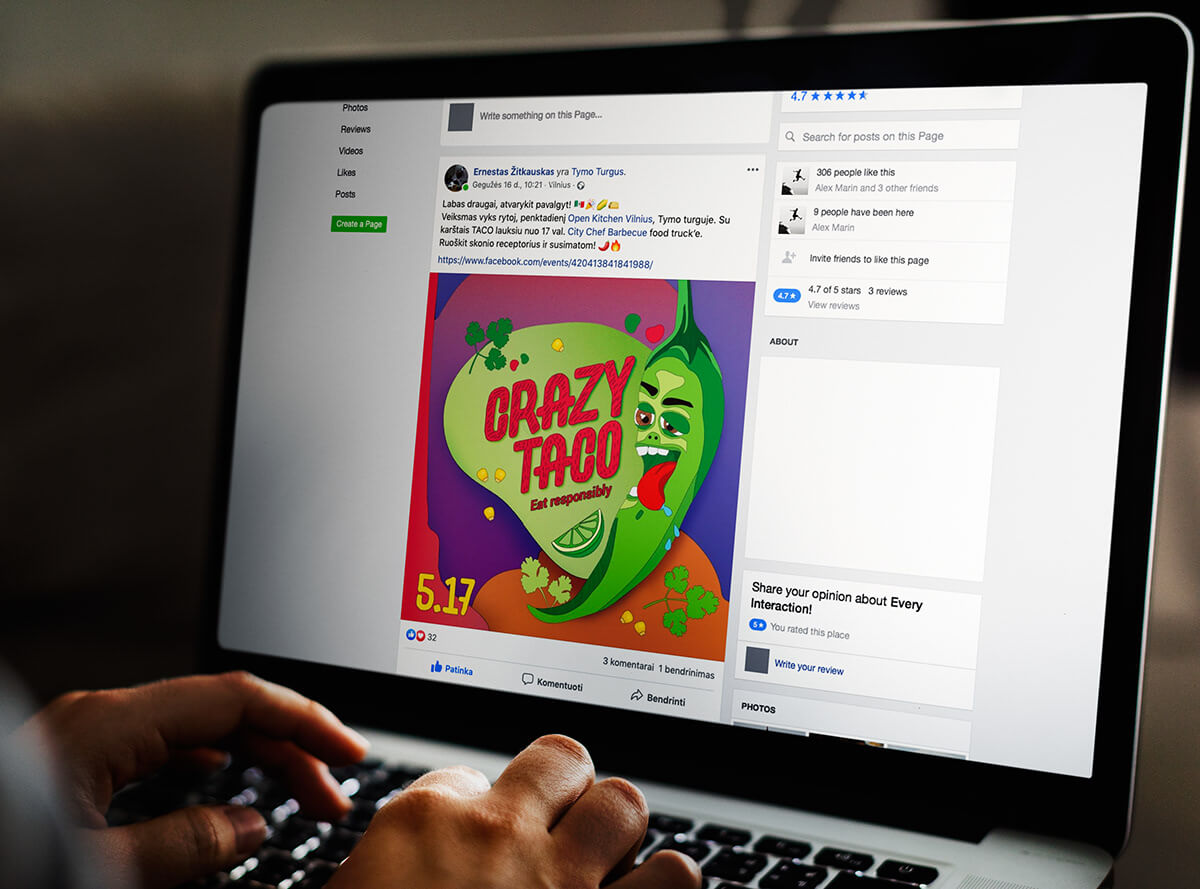 Photos
Reviews
Videos
Likes
Posts
Create a Page
Write something on this Page...
Ernestas Žitkauskas yra Tymo Turgus.
Gegužės 16 d., 10:21 · Vilnius ·
Labas draugai, atvarykit pavalgyt! 🇲🇽🎉🌽🌮
Veiksmas vyks rytoj, penktadienį Open Kitchen Vilnius, Tymo turguje. Su
karštais TACO lauksiu nuo 17 val. City Chef Barbecue food truck'e.
Ruoškit skonio receptorius ir susimatom! 🌶️🔥
https://www.facebook.com/events/420413841841988/
CRAZY
TACO
Eat responsibly
5.17
32
3 komentarai 1 bendrinimas
Patinka
Komentuoti
Bendrinti
4.7 ★★★★★
Search for posts on this Page
306 people like this
Alex Marin and 3 other friends
9 people have been here
Alex Marin
Invite friends to like this page
4.7 ★
4.7 of 5 stars 3 reviews
View reviews
ABOUT
Share your opinion about Every
Interaction!
5 ★ You rated this place
Write your review
PHOTOS